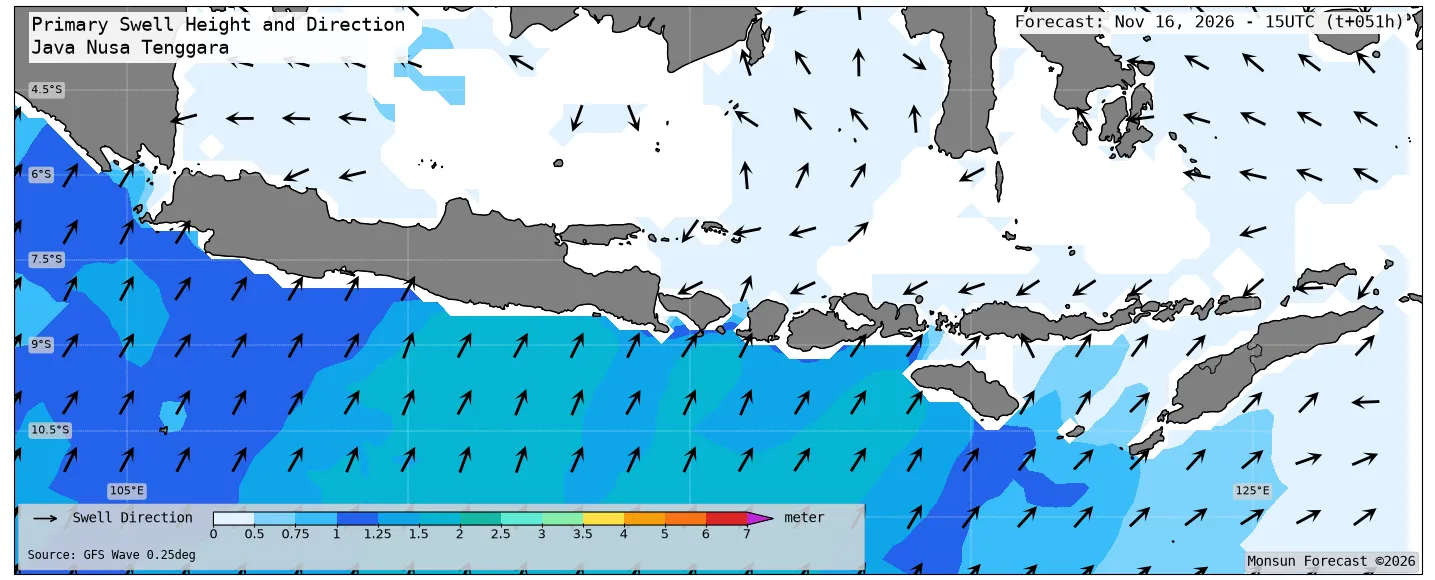 Primary Swell Height and Direction
Java Nusa Tenggara
Forecast: Nov 16, 2026 - 15UTC (t+051h)
4.5°S
6°S
7.5°S
9°S
10.5°S
105°E
125°E
Swell Direction
0 0.5 0.75 1 1.25 1.5 2 2.5 3 3.5 4 5 6 7
meter
Source: GFS Wave 0.25deg
Monsun Forecast ©2026